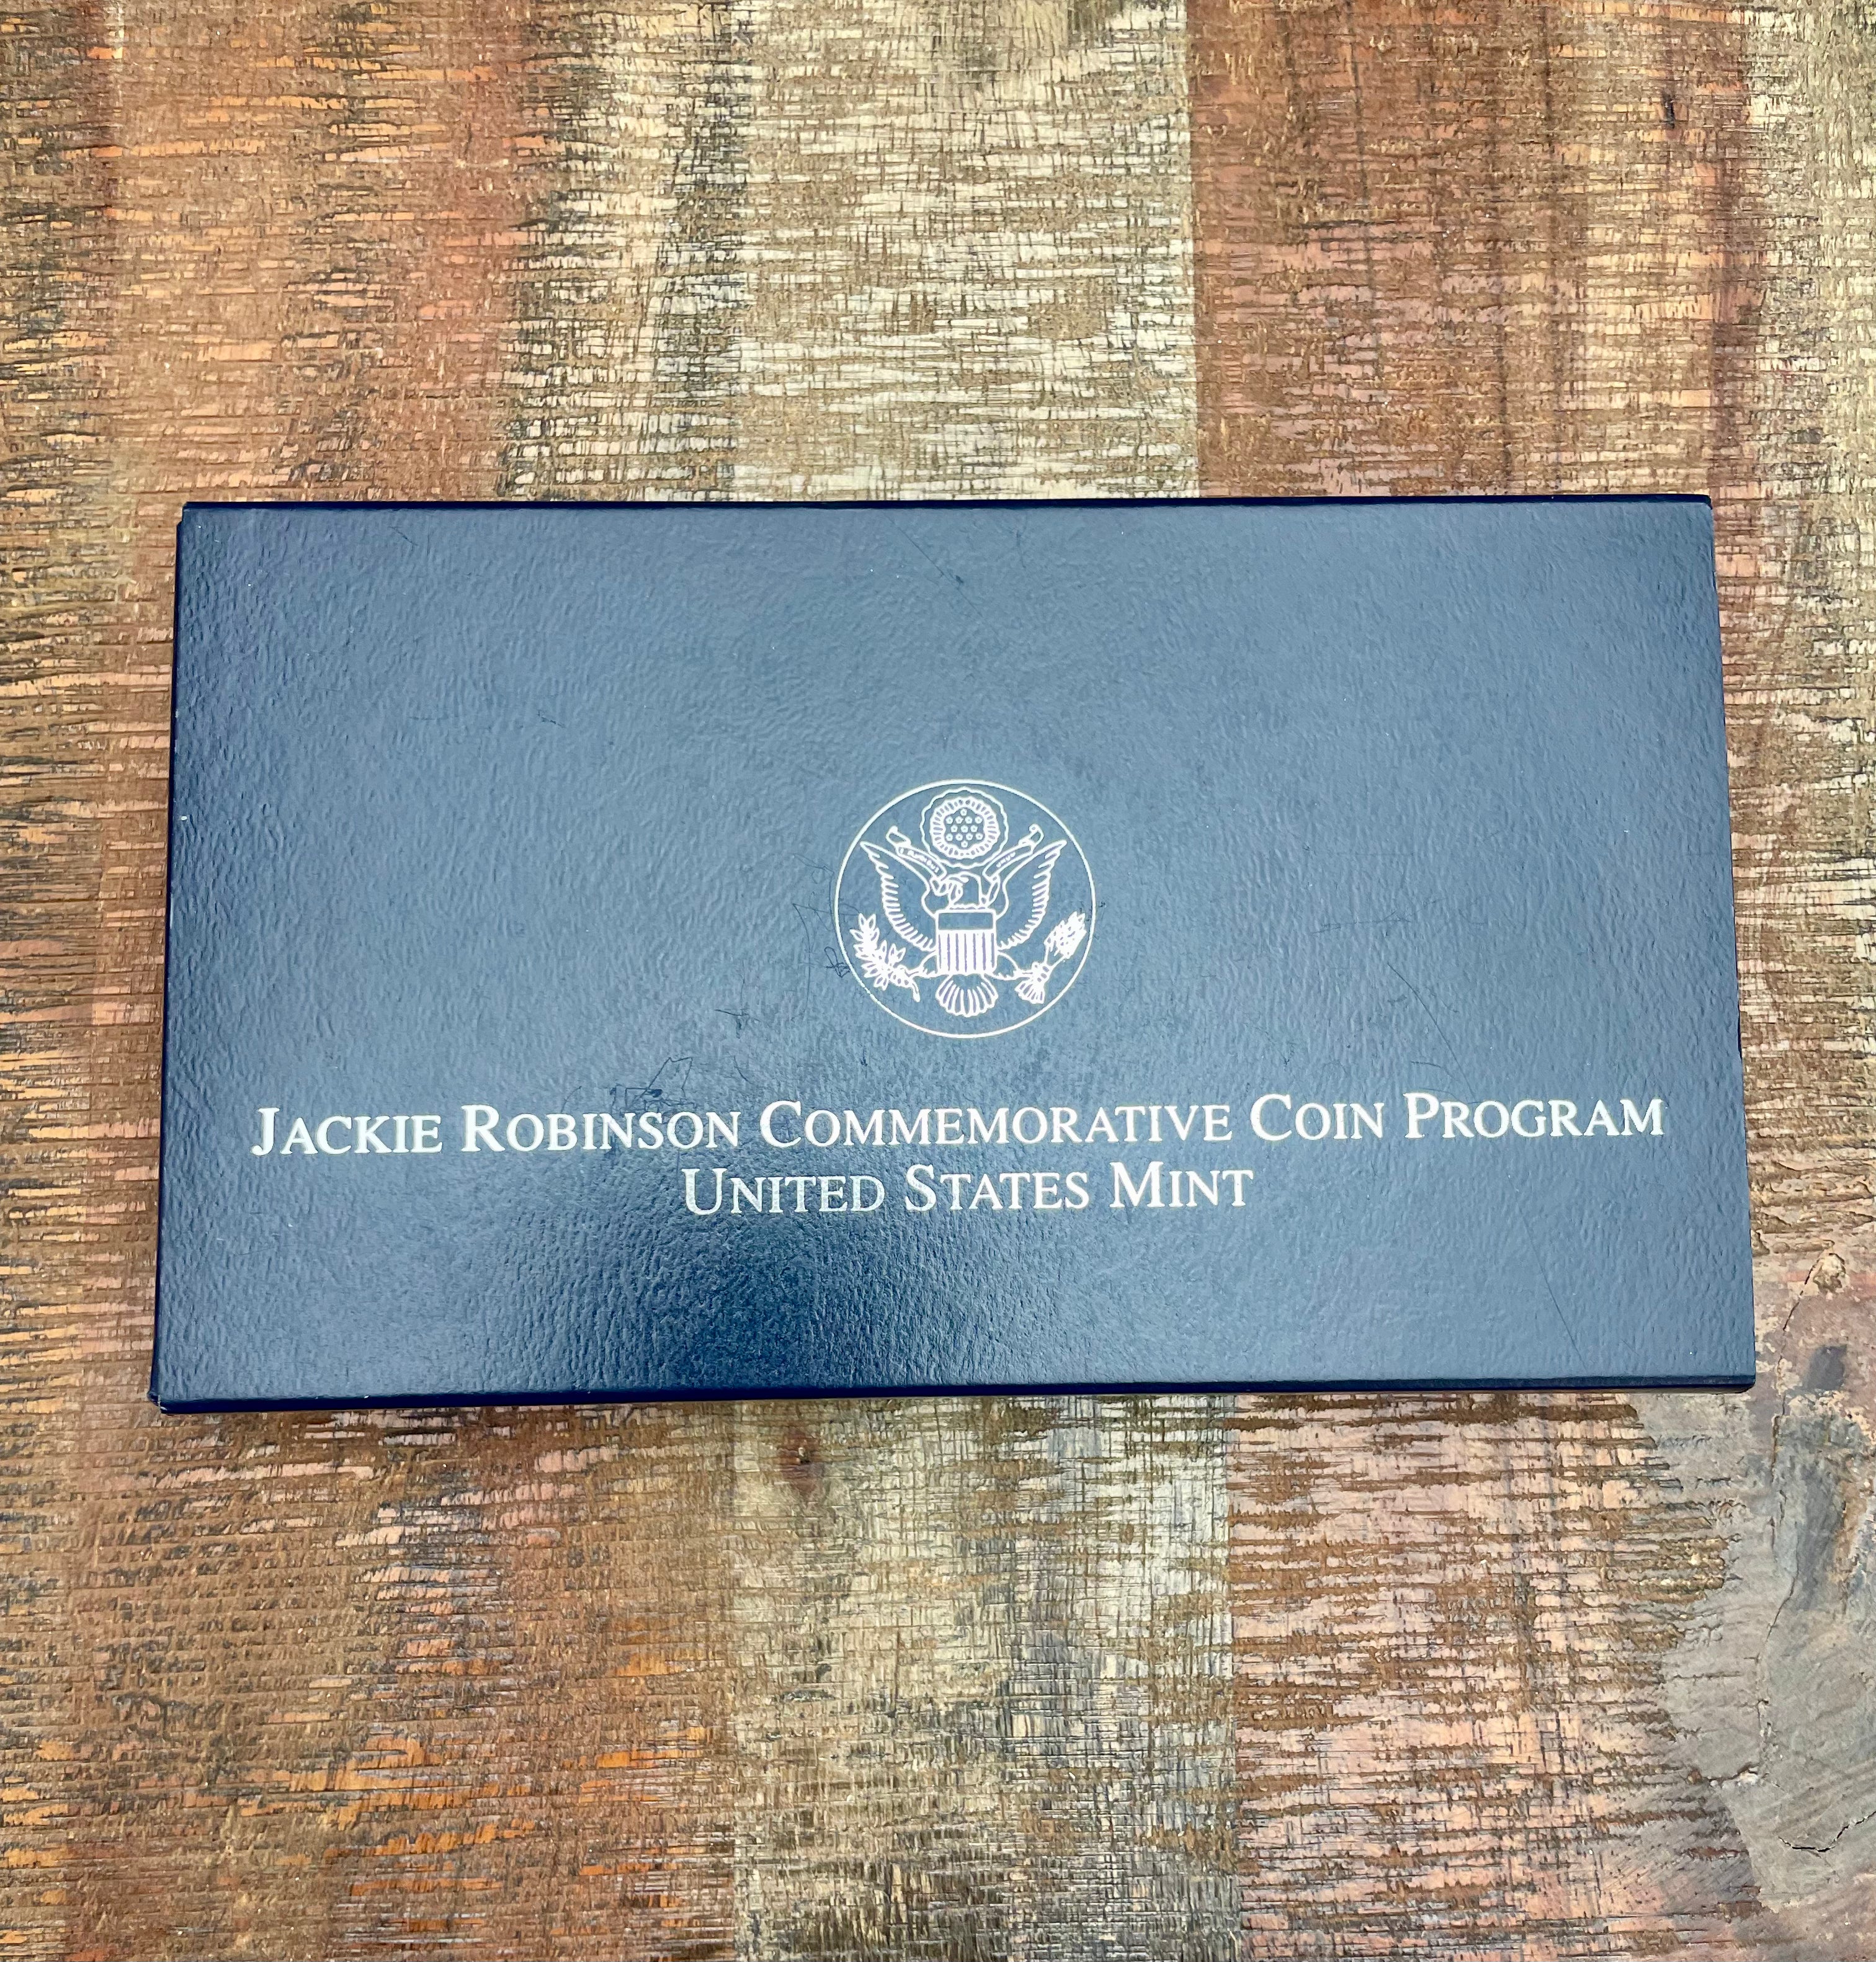 JACKIE ROBINSON COMMEMORATIVE COIN PROGRAM
UNITED STATES MINT